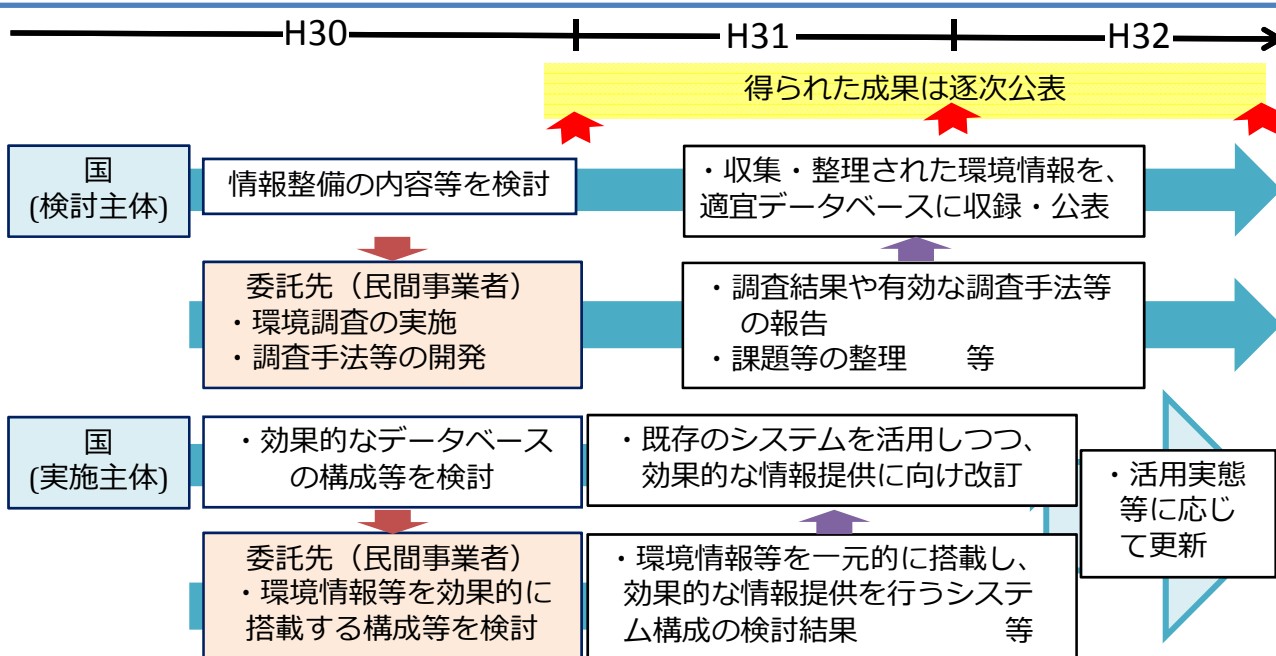 H30
H31
H32
得られた成果は逐次公表
国
(検討主体)
情報整備の内容等を検討
・収集・整理された環境情報を、
適宜データベースに収録・公表
委託先（民間事業者）
・環境調査の実施
・調査手法等の開発
・調査結果や有効な調査手法等
の報告
・課題等の整理　　等
国
(実施主体)
・効果的なデータベース
の構成等を検討
・既存のシステムを活用しつつ、
効果的な情報提供に向け改訂
・活用実態
等に応じ
て更新
委託先（民間事業者）
・環境情報等を効果的に
搭載する構成等を検討
・環境情報等を一元的に搭載し、
効果的な情報提供を行うシステ
ム構成の検討結果　　　　等